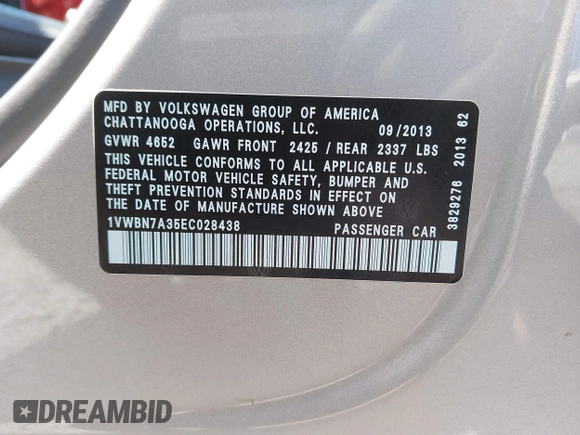 MFD BY VOLKSWAGEN GROUP OF AMERICA
CHATTANOOGA OPERATIONS, LLC. 09/2013
GVWR 4652 GAWR FRONT 2425 / REAR 2337 LBS
THIS VEHICLE CONFORMS TO ALL APPLICABLE U.S.
FEDERAL MOTOR VEHICLE SAFETY, BUMPER AND
THEFT PREVENTION STANDARDS IN EFFECT ON
THE DATE OF MANUFACTURE SHOWN ABOVE
1VWBN7A35EC028438 PASSENGER CAR
3829276 2013 62
DREAMBID